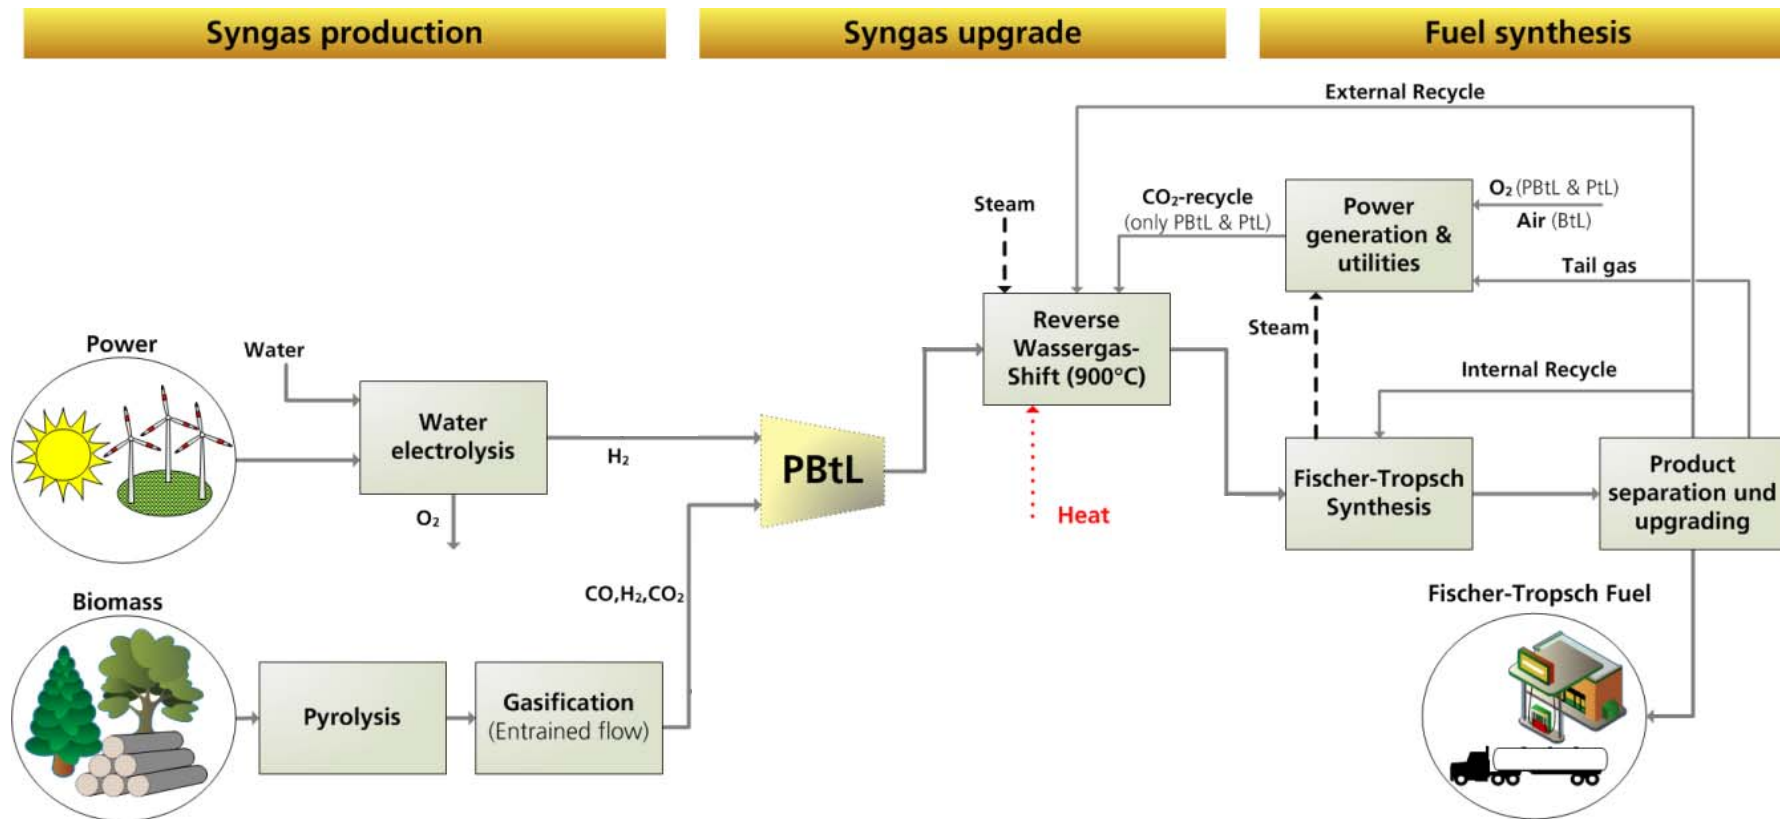 Syngas production
Syngas upgrade
Fuel synthesis
External Recycle
Steam
CO₂-recycle
(only PBtL & PtL)
Power
generation &
utilities
O₂ (PBtL & PtL)
Air (BtL)
Tail gas
Power
Water
Water
electrolysis
H₂
O₂
PBtL
Reverse
Wassergas-
Shift (900°C)
Heat
Steam
Internal Recycle
Fischer-Tropsch
Synthesis
Product
separation und
upgrading
CO,H₂,CO₂
Biomass
Pyrolysis
Gasification
(Entrained flow)
Fischer-Tropsch Fuel